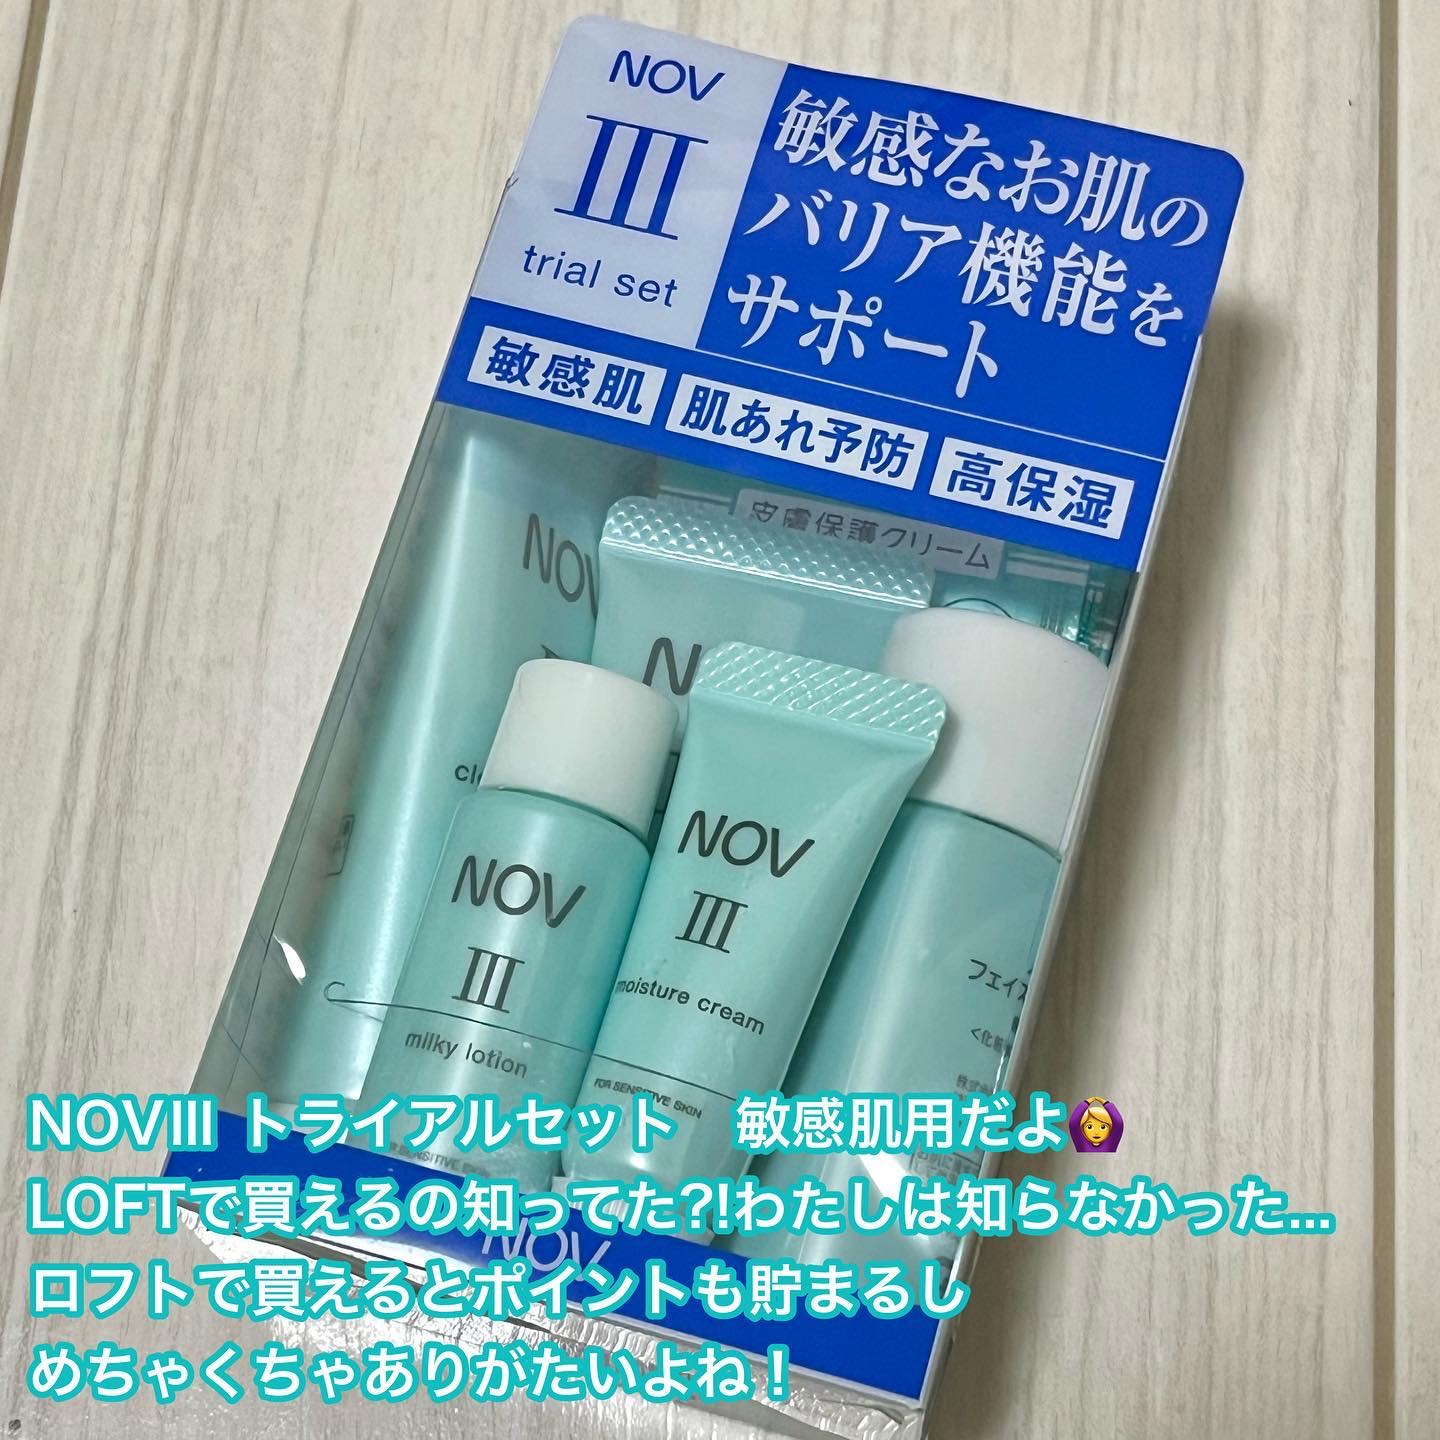 NOV
III
trial set
敏感なお肌の
バリア機能を
サポート
敏感肌 肌あれ予防 高保湿
皮膚保護クリーム
NOV
NOV
III
milky lotion
NOV
III
moisture cream
FOR SENSITIVE SKIN
フェイス
NOV
NOVIII トライアルセット 敏感肌用だよ🙆
LOFTで買えるの知ってた?!わたしは知らなかった...
ロフトで買えるとポイントも貯まるし
めちゃくちゃありがたいよね！